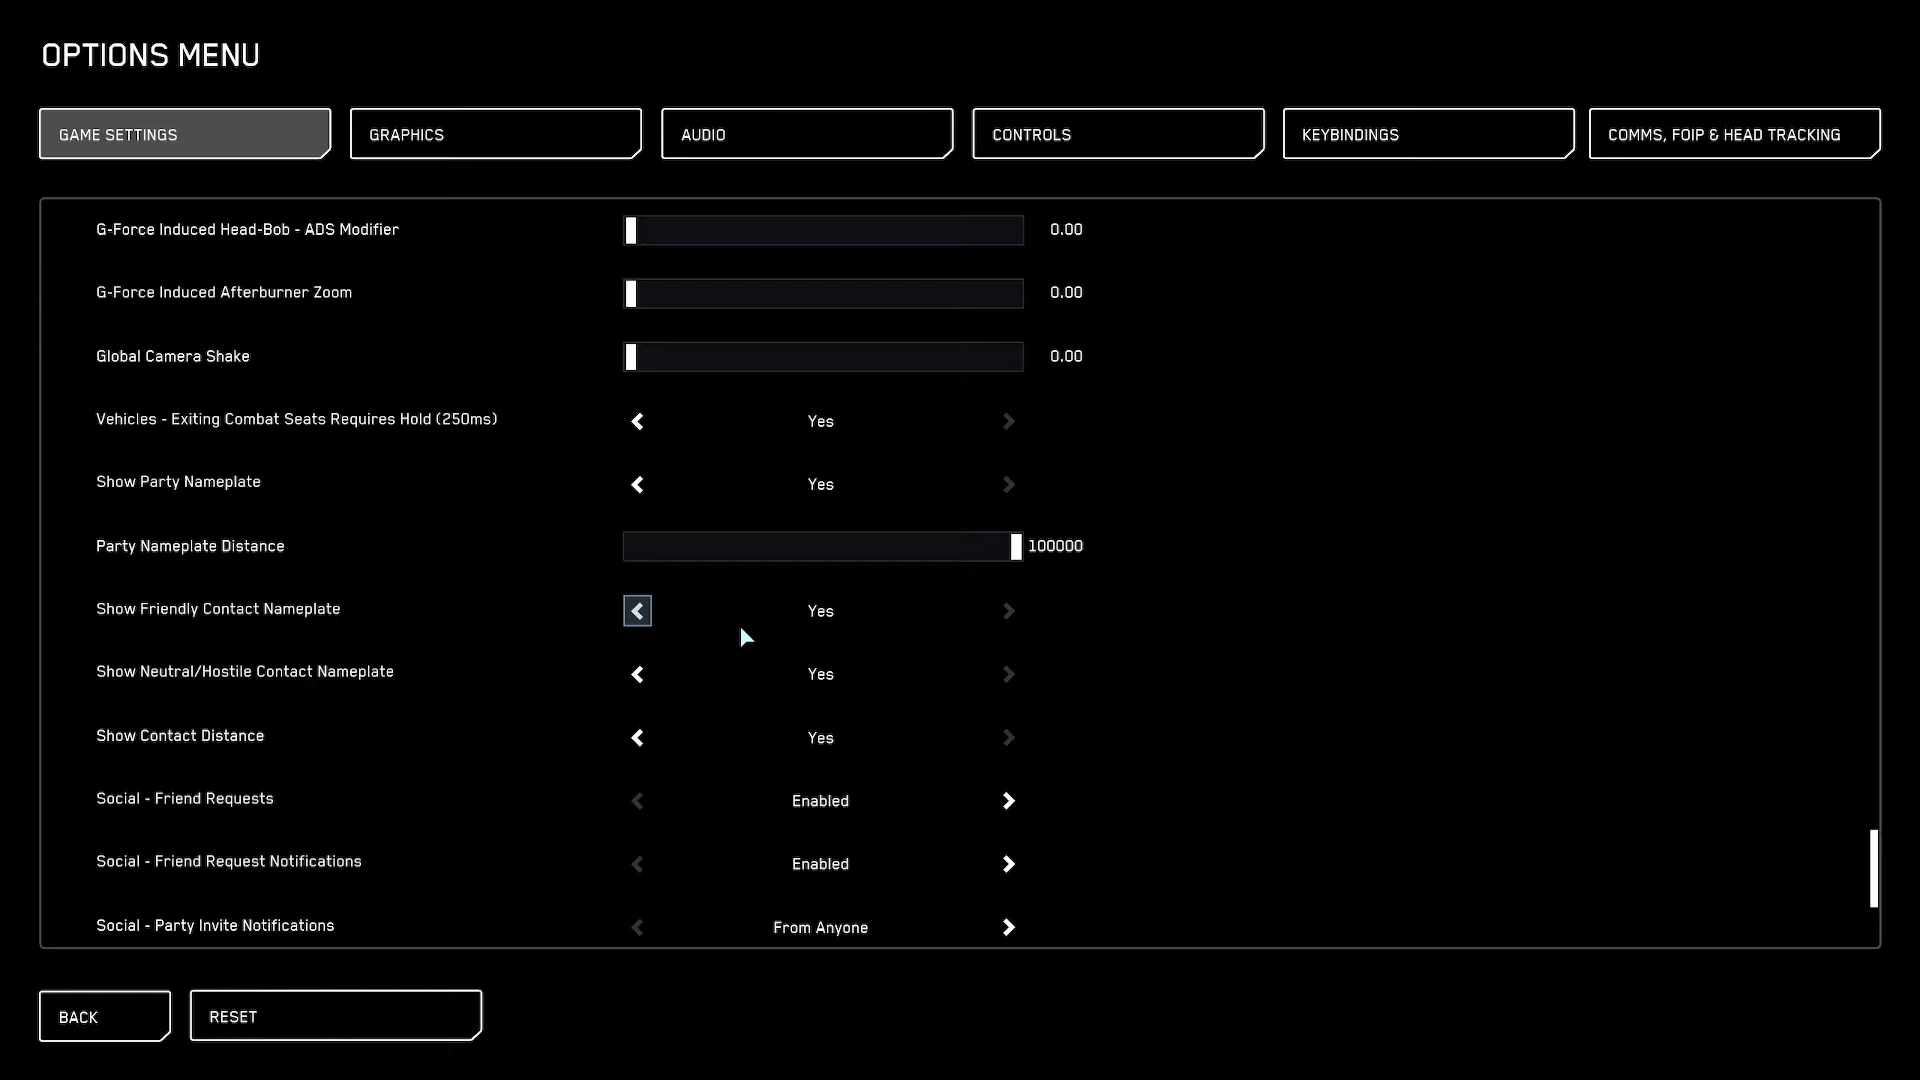 OPTIONS MENU
GAME SETTINGS GRAPHICS AUDIO CONTROLS KEYBINDINGS COMMS, FOIP & HEAD TRACKING
G-Force Induced Head-Bob - ADS Modifier 0.00
G-Force Induced Afterburner Zoom 0.00
Global Camera Shake 0.00
Vehicles - Exiting Combat Seats Requires Hold (250ms) Yes
Show Party Nameplate Yes
Party Nameplate Distance 100000
Show Friendly Contact Nameplate Yes
Show Neutral/Hostile Contact Nameplate Yes
Show Contact Distance Yes
Social - Friend Requests Enabled
Social - Friend Request Notifications Enabled
Social - Party Invite Notifications From Anyone
BACK RESET